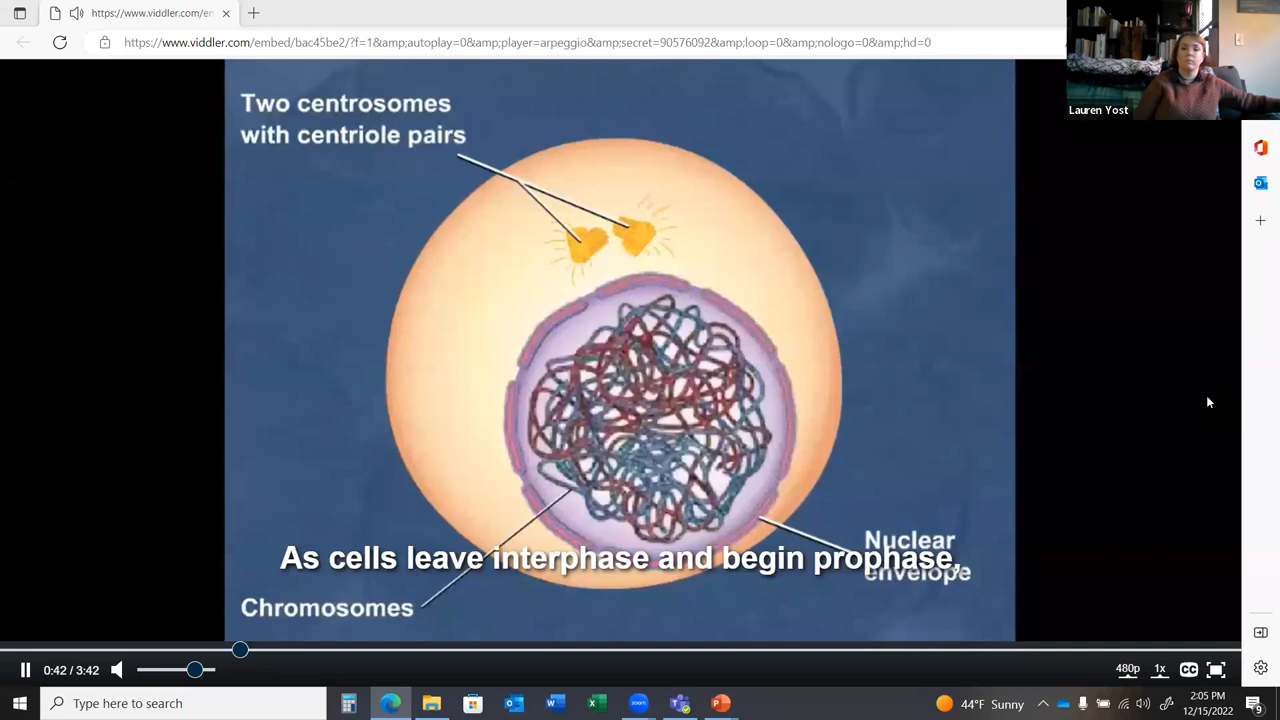 https://www.viddler.com/em
https://www.viddler.com/embed/bac45be2/?f=1&amp;autoplay=0&amp;player=arpeggio&amp;secret=90576092&amp;loop=0&amp;nologo=0&amp;hd=0
Lauren Yost
Two centrosomes
with centriole pairs
Nuclear
envelope
As cells leave interphase and begin prophase,
Chromosomes
0:42 / 3:42
480p
1x
CC
Type here to search
zoom
44°F Sunny
2:05 PM
12/15/2022
9